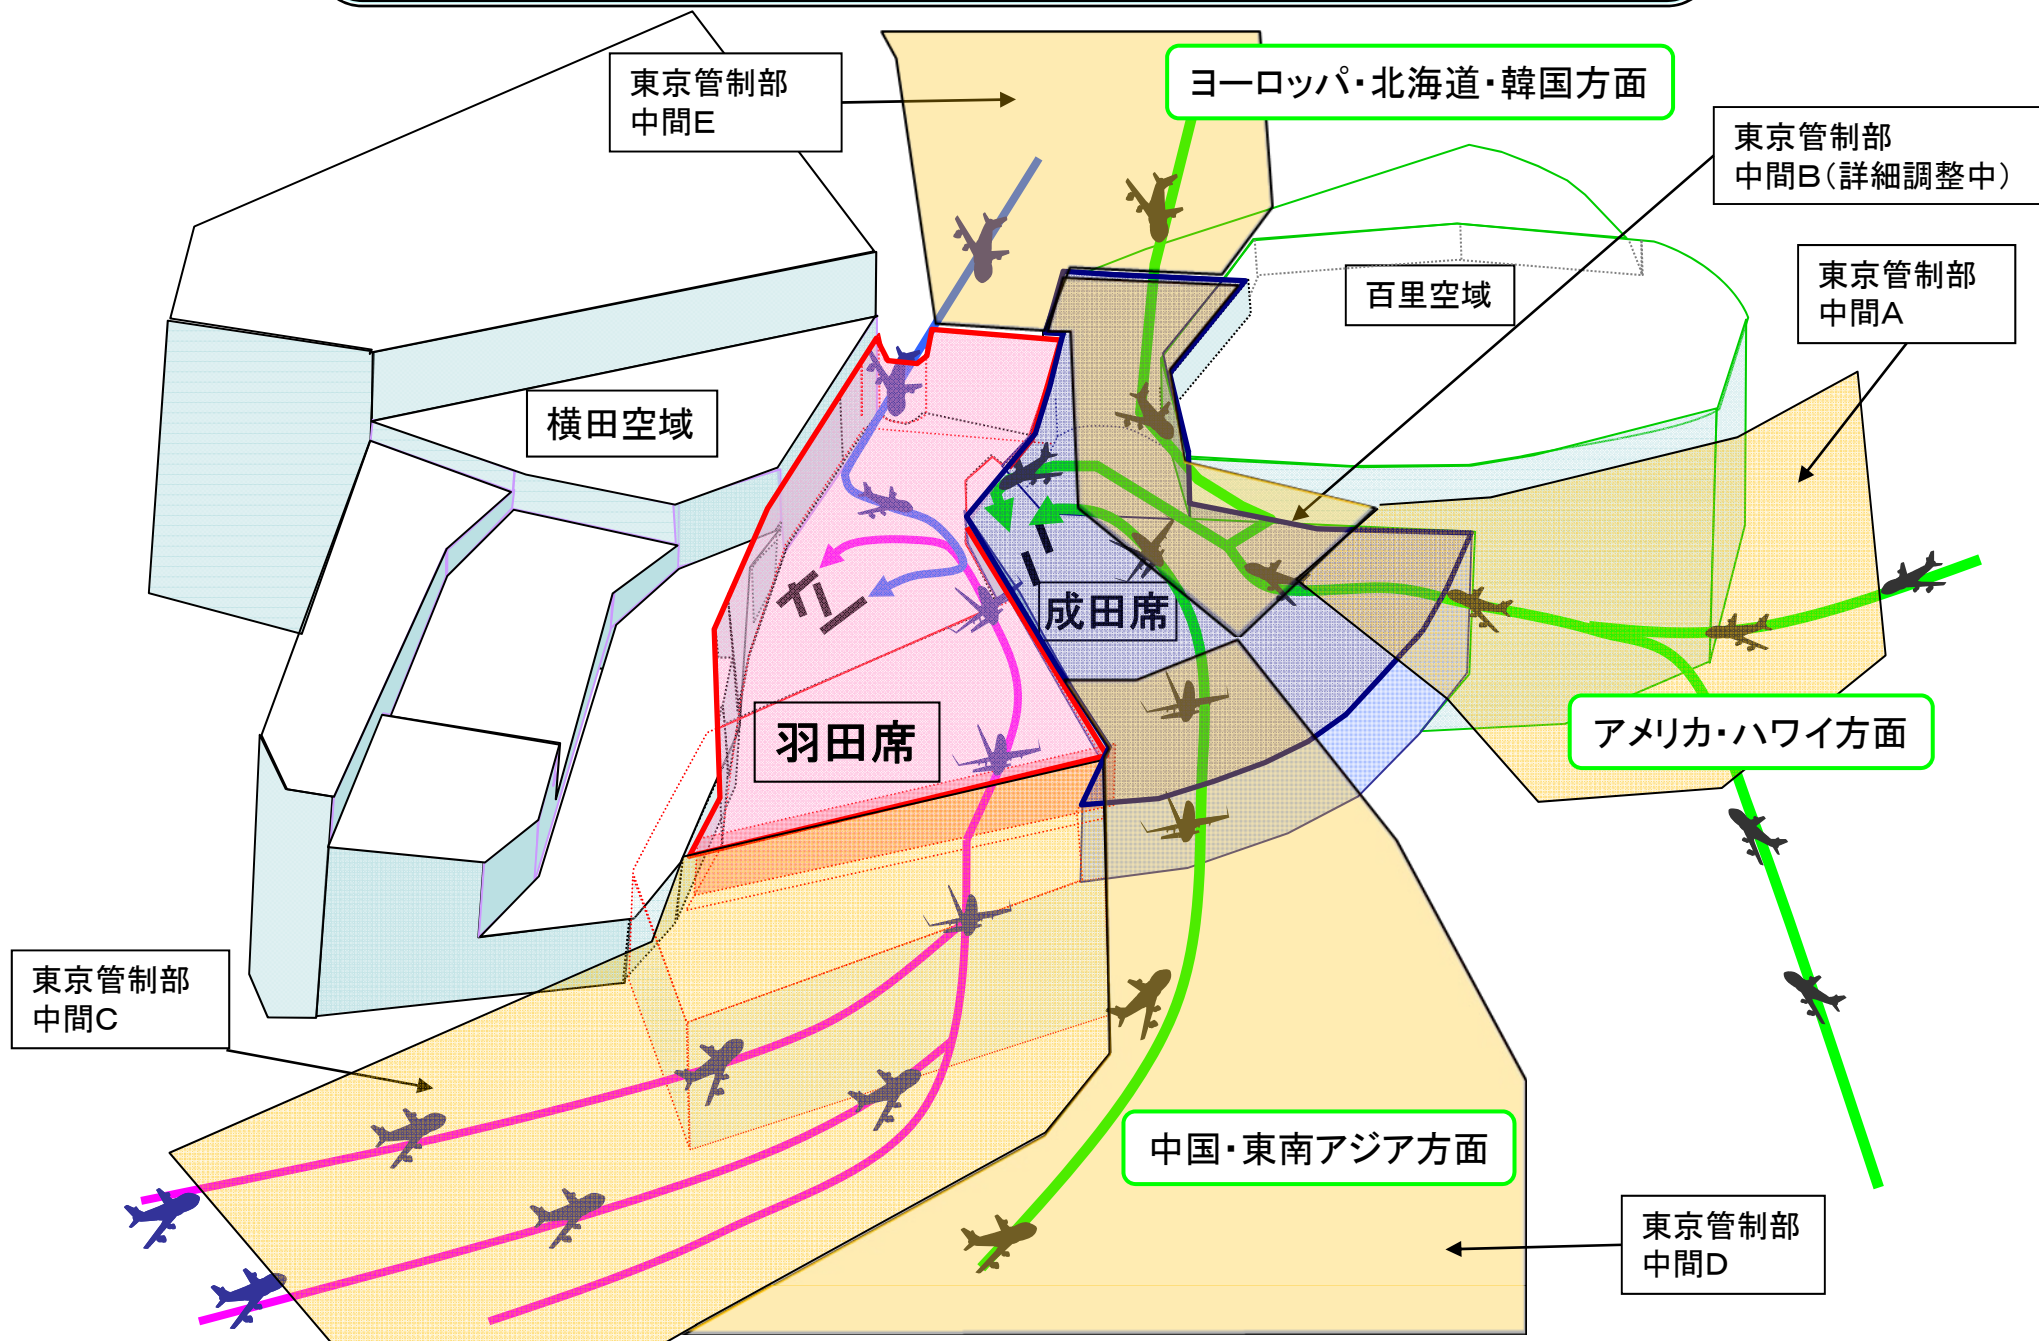 東京管制部
中間E
ヨーロッパ・北海道・韓国方面
東京管制部
中間B(詳細調整中)
東京管制部
中間A
百里空域
横田空域
成田席
羽田席
アメリカ・ハワイ方面
東京管制部
中間C
中国・東南アジア方面
東京管制部
中間D